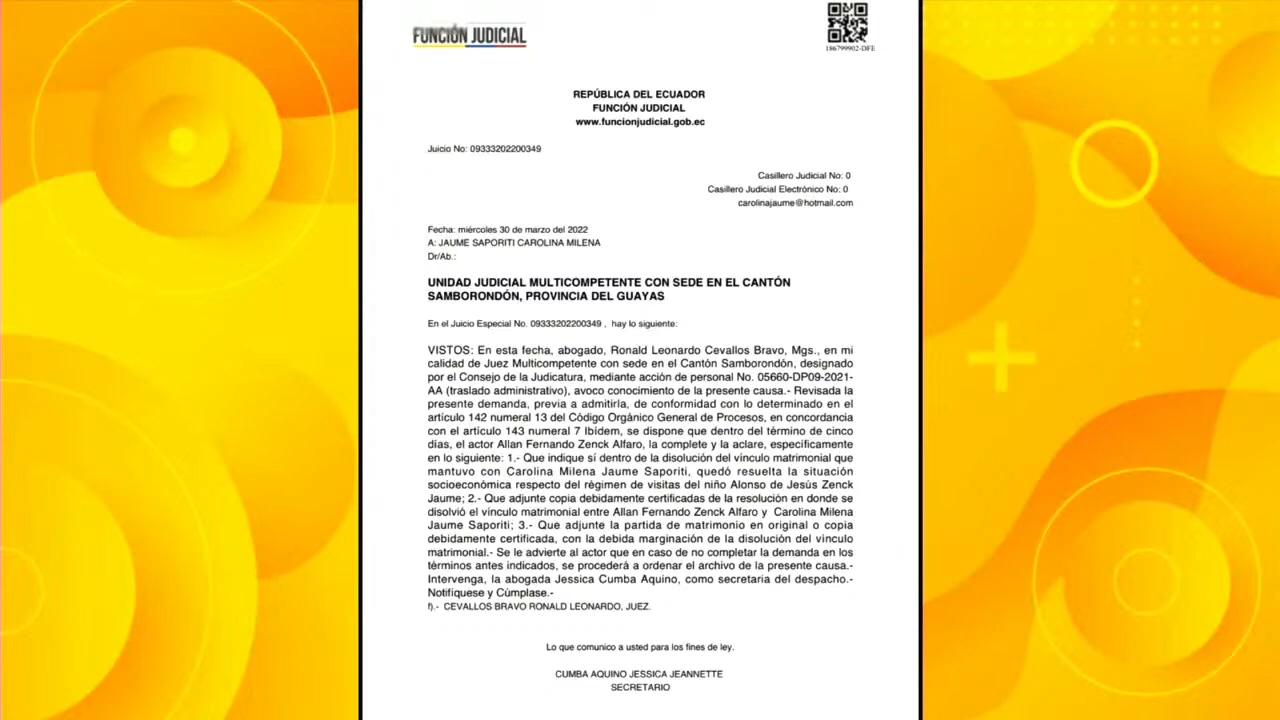 FUNCIÓN JUDICIAL
186799902-DFE
REPÚBLICA DEL ECUADOR
FUNCIÓN JUDICIAL
www.funcionjudicial.gob.ec
Juicio No: 09333202200349
Casillero Judicial No: 0
Casillero Judicial Electrónico No: 0
carolinajaume@hotmail.com
Fecha: miércoles 30 de marzo del 2022
A: JAUME SAPORITI CAROLINA MILENA
Dr/Ab.:
UNIDAD JUDICIAL MULTICOMPETENTE CON SEDE EN EL CANTÓN
SAMBORONDÓN, PROVINCIA DEL GUAYAS
En el Juicio Especial No. 09333202200349 , hay lo siguiente:
VISTOS: En esta fecha, abogado, Ronald Leonardo Cevallos Bravo, Mgs., en mi
calidad de Juez Multicompetente con sede en el Cantón Samborondón, designado
por el Consejo de la Judicatura, mediante acción de personal No. 05660-DP09-2021-
AA (traslado administrativo), avoco conocimiento de la presente causa.- Revisada la
presente demanda, previa a admitirla, de conformidad con lo determinado en el
artículo 142 numeral 13 del Código Orgánico General de Procesos, en concordancia
con el artículo 143 numeral 7 Ibídem, se dispone que dentro del término de cinco
días, el actor Allan Fernando Zenck Alfaro, la complete y la aclare, específicamente
en lo siguiente: 1.- Que indique sí dentro de la disolución del vínculo matrimonial que
mantuvo con Carolina Milena Jaume Saporiti, quedó resuelta la situación
socioeconómica respecto del régimen de visitas del niño Alonso de Jesús Zenck
Jaume; 2.- Que adjunte copia debidamente certificadas de la resolución en donde se
disolvió el vínculo matrimonial entre Allan Fernando Zenck Alfaro y Carolina Milena
Jaume Saporiti; 3.- Que adjunte la partida de matrimonio en original o copia
debidamente certificada, con la debida marginación de la disolución del vínculo
matrimonial.- Se le advierte al actor que en caso de no completar la demanda en los
términos antes indicados, se procederá a ordenar el archivo de la presente causa.-
Intervenga, la abogada Jessica Cumba Aquino, como secretaria del despacho.-
Notifíquese y Cúmplase.-
f).- CEVALLOS BRAVO RONALD LEONARDO, JUEZ.
Lo que comunico a usted para los fines de ley.
CUMBA AQUINO JESSICA JEANNETTE
SECRETARIO